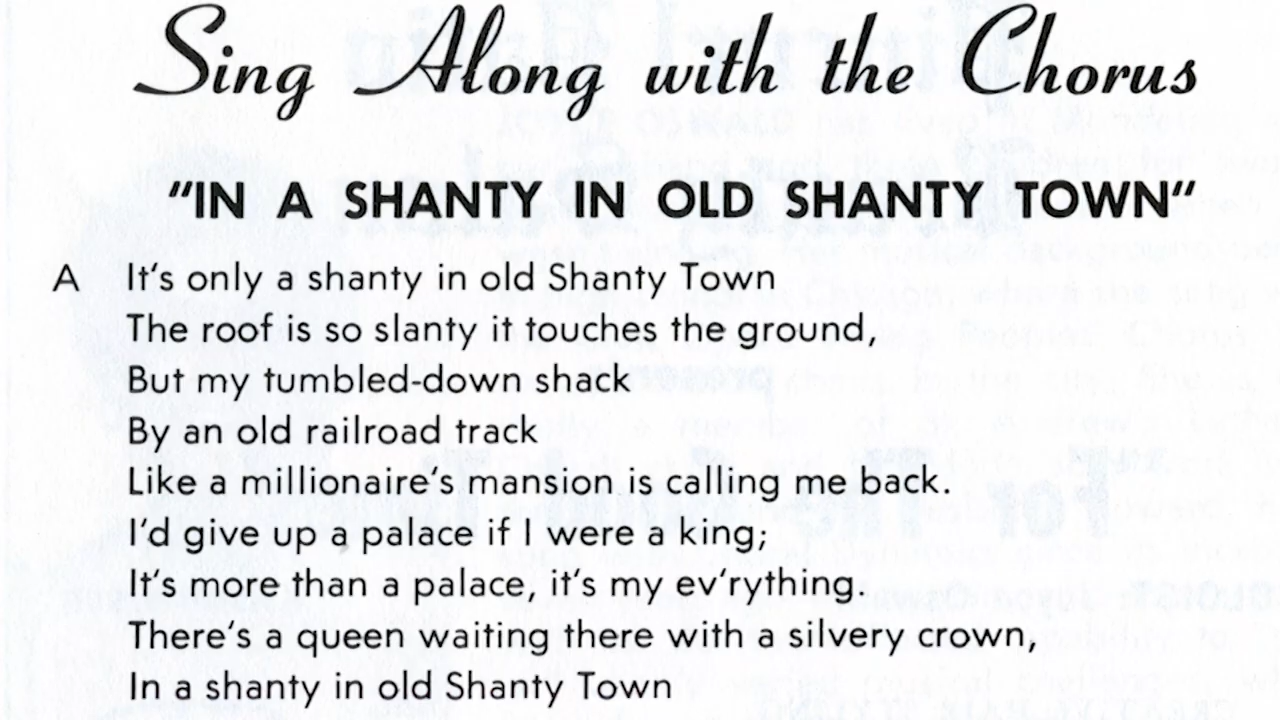 Sing Along with the Chorus
"IN A SHANTY IN OLD SHANTY TOWN"
A It's only a shanty in old Shanty Town
The roof is so slanty it touches the ground,
But my tumbled-down shack
By an old railroad track
Like a millionaire's mansion is calling me back.
I'd give up a palace if I were a king;
It's more than a palace, it's my ev'rything.
There's a queen waiting there with a silvery crown,
In a shanty in old Shanty Town